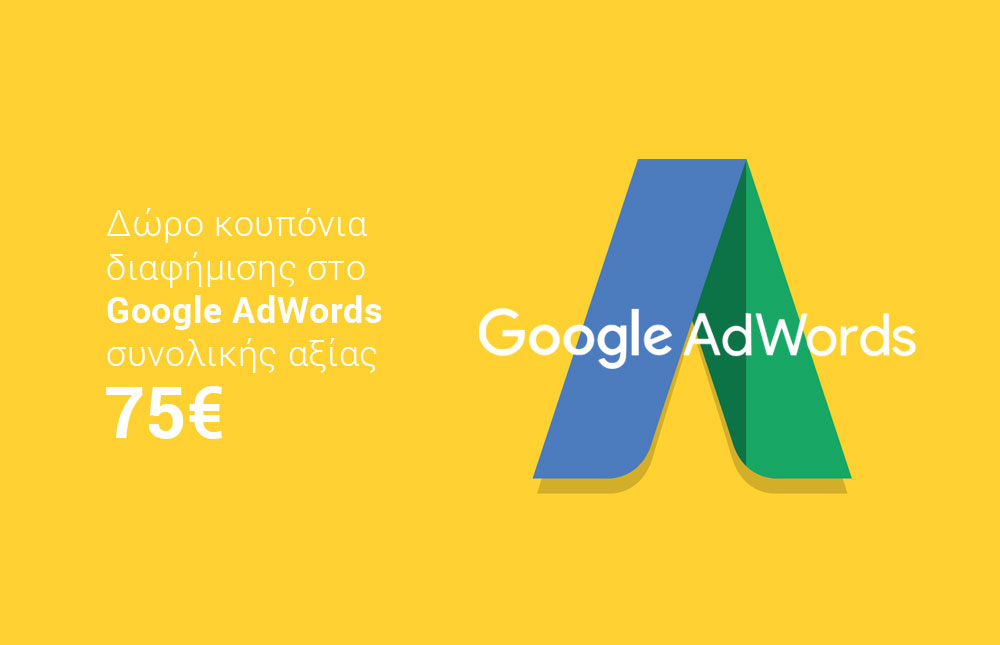 Δώρο κουπόνια
διαφήμισης στο
Google AdWords
συνολικής αξίας
75€
Google AdWords